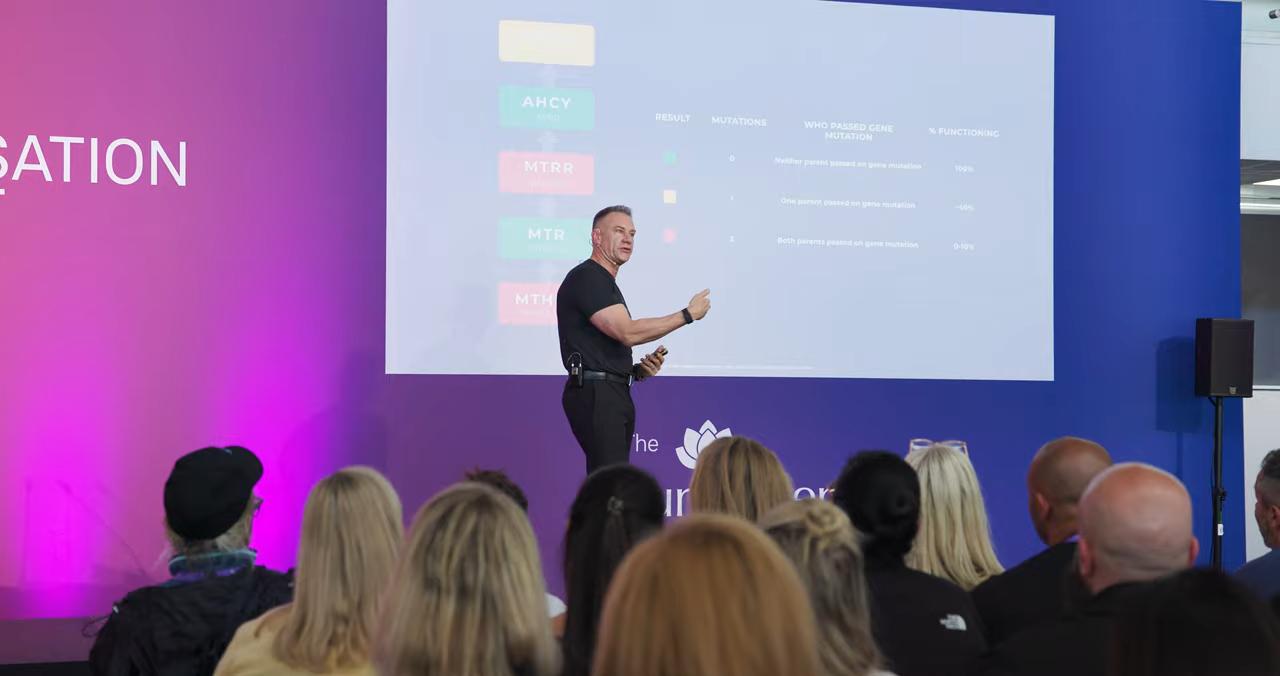 SATION
AHCY
MTRR
MTR
MTH
RESULT MUTATIONS WHO PASSED GENE % FUNCTIONING
MUTATION
0 Neither parent passed on gene mutation 100%
1 One parent passed on gene mutation
2 Both parents passed on gene mutation 0-10%
The